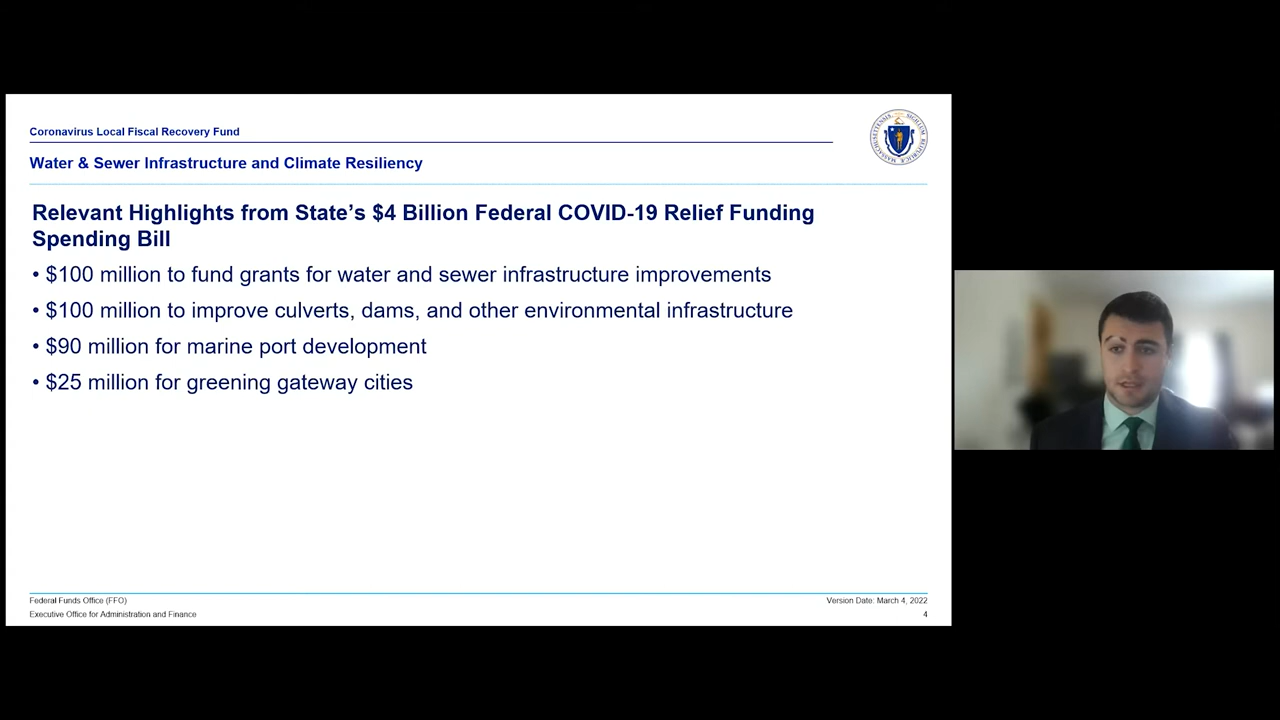 Coronavirus Local Fiscal Recovery Fund
Water & Sewer Infrastructure and Climate Resiliency
Relevant Highlights from State’s $4 Billion Federal COVID-19 Relief Funding
Spending Bill
• $100 million to fund grants for water and sewer infrastructure improvements
• $100 million to improve culverts, dams, and other environmental infrastructure
• $90 million for marine port development
• $25 million for greening gateway cities
Federal Funds Office (FFO)
Version Date: March 4, 2022
Executive Office for Administration and Finance
4